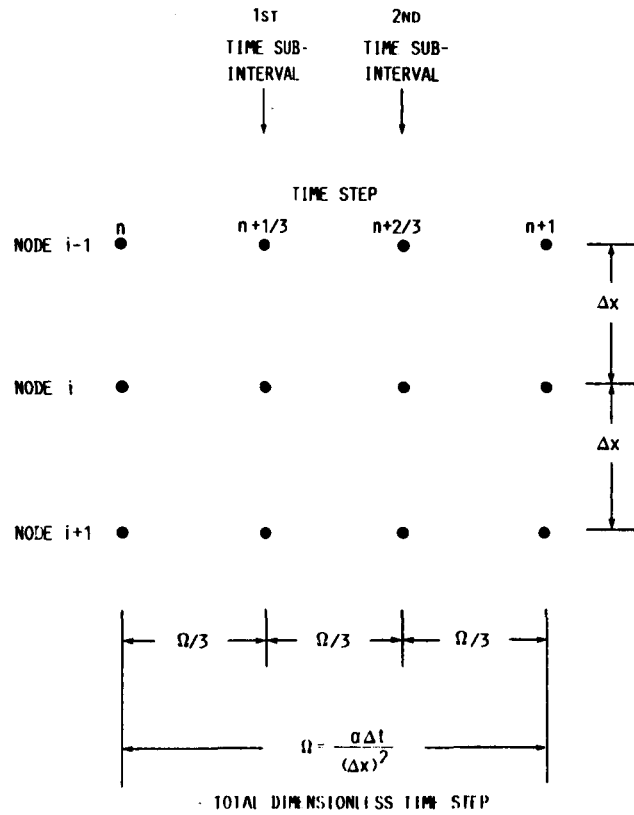 1ST 2ND
TIME SUB- TIME SUB-
INTERVAL INTERVAL
TIME STEP
n n+1/3 n+2/3 n+1
NODE i-1
Δx
NODE i
Δx
NODE i+1
Ω/3 Ω/3 Ω/3
Ω = αΔt / (Δx)²
TOTAL DIMENSIONLESS TIME STEP